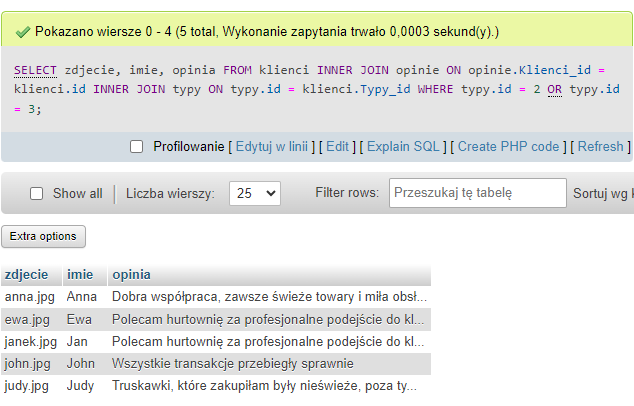 Pokazano wiersze 0 - 4 (5 total, Wykonanie zapytania trwało 0,0003 sekund(y).)
SELECT zdjecie, imie, opinia FROM klienci INNER JOIN opinie ON opinie.Klienci_id =
klienci.id INNER JOIN typy ON typy.id = klienci.Typy_id WHERE typy.id = 2 OR typy.id
= 3;
Profilowanie [ Edytuj w linii ] [ Edit ] [ Explain SQL ] [ Create PHP code ] [ Refresh ]
Show all Liczba wierszy: 25 Filter rows: Przeszukaj tę tabelę Sortuj wg
Extra options
zdjecie imie opinia
anna.jpg Anna Dobra współpraca, zawsze świeże towary i miła obsł...
ewa.jpg Ewa Polecam hurtownię za profesjonalne podejście do kl...
janek.jpg Jan Polecam hurtownię za profesjonalne podejście do kl...
john.jpg John Wszystkie transakcje przebiegły sprawnie
judy.jpg Judy Truskawki, które zakupiłam były nieświeże, poza ty...